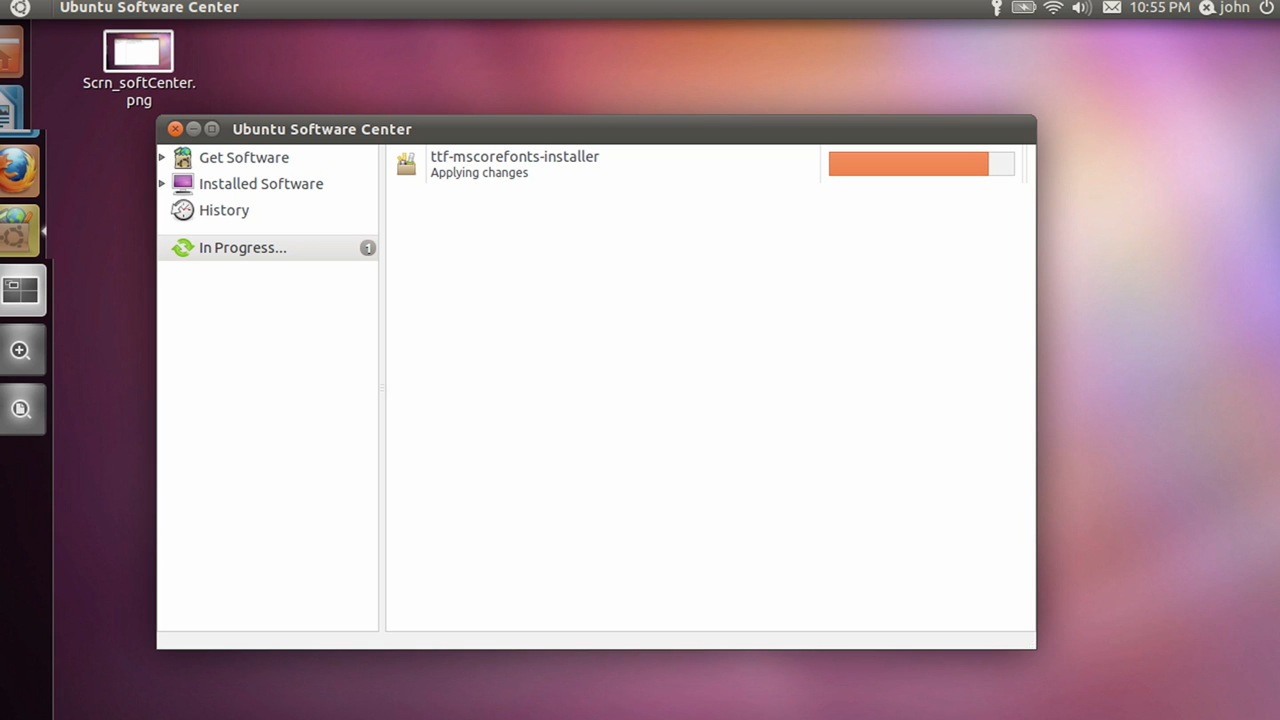 Ubuntu Software Center
10:55 PM
john
Scrn_softCenter.
png
Ubuntu Software Center
Get Software
Installed Software
History
In Progress...
1
ttf-mscorefonts-installer
Applying changes